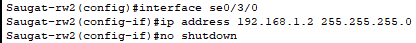 Saugat-rw2(config)#interface se0/3/0
Saugat-rw2(config-if)#ip address 192.168.1.2 255.255.255.0
Saugat-rw2(config-if)#no shutdown